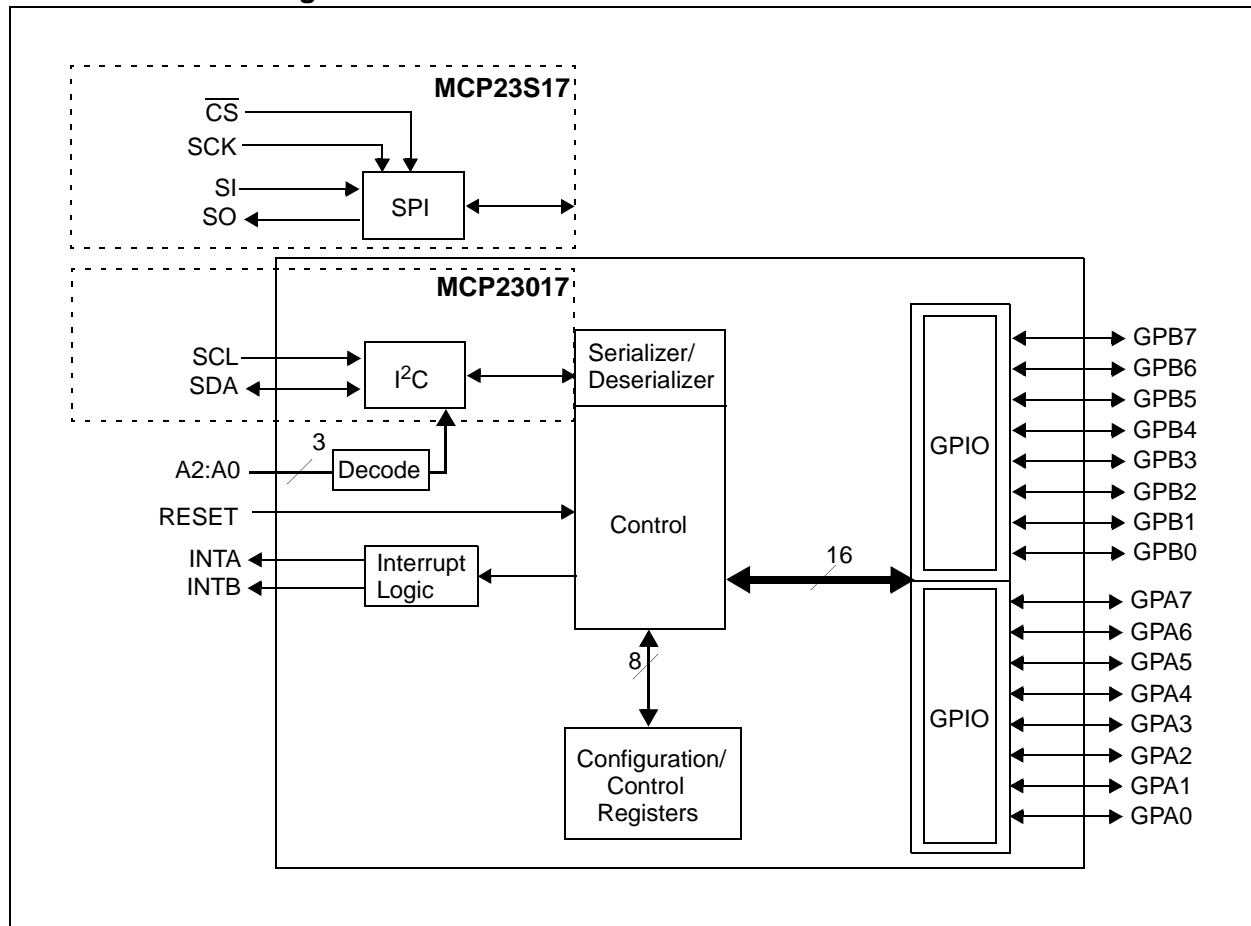 MCP23S17
CS
SCK
SI
SO
SPI
MCP23017
SCL
SDA
I²C
Serializer/
Deserializer
A2:A0
3
Decode
RESET
Control
INTA
INTB
Interrupt
Logic
16
8
Configuration/
Control
Registers
GPIO
GPB7
GPB6
GPB5
GPB4
GPB3
GPB2
GPB1
GPB0
GPIO
GPA7
GPA6
GPA5
GPA4
GPA3
GPA2
GPA1
GPA0